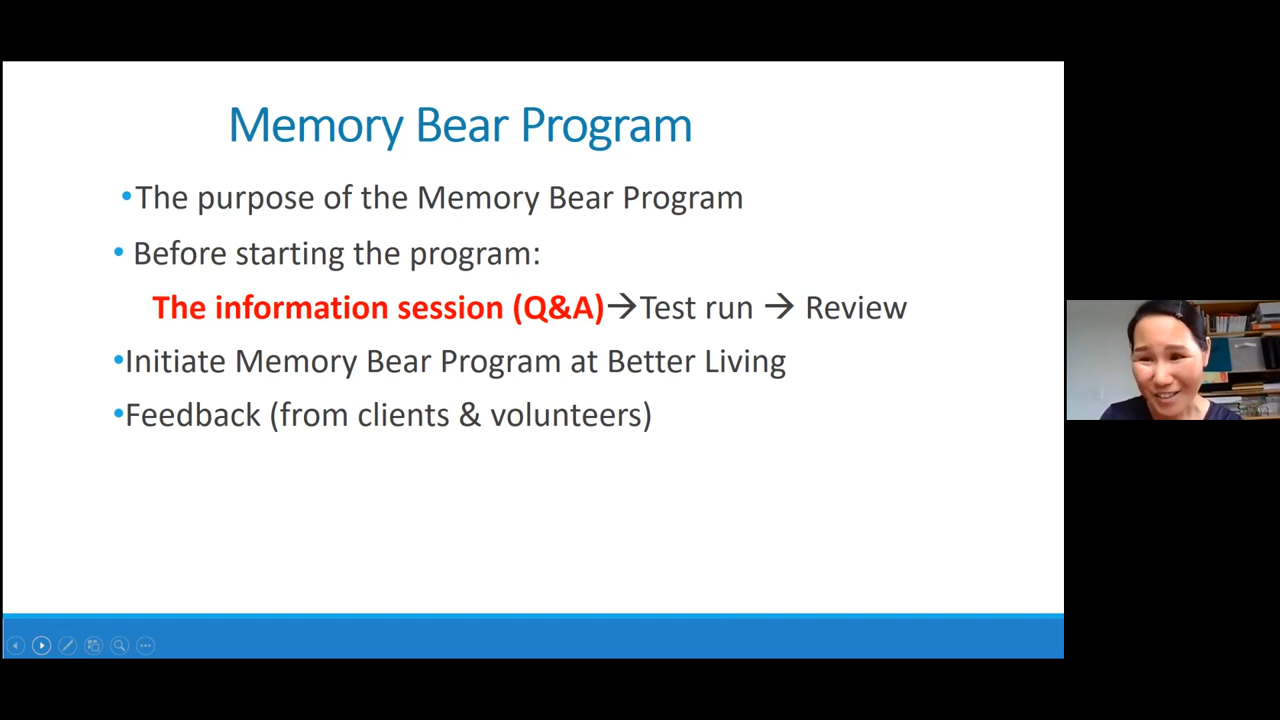 Memory Bear Program
•The purpose of the Memory Bear Program
• Before starting the program:
The information session (Q&A)→Test run → Review
•Initiate Memory Bear Program at Better Living
•Feedback (from clients & volunteers)